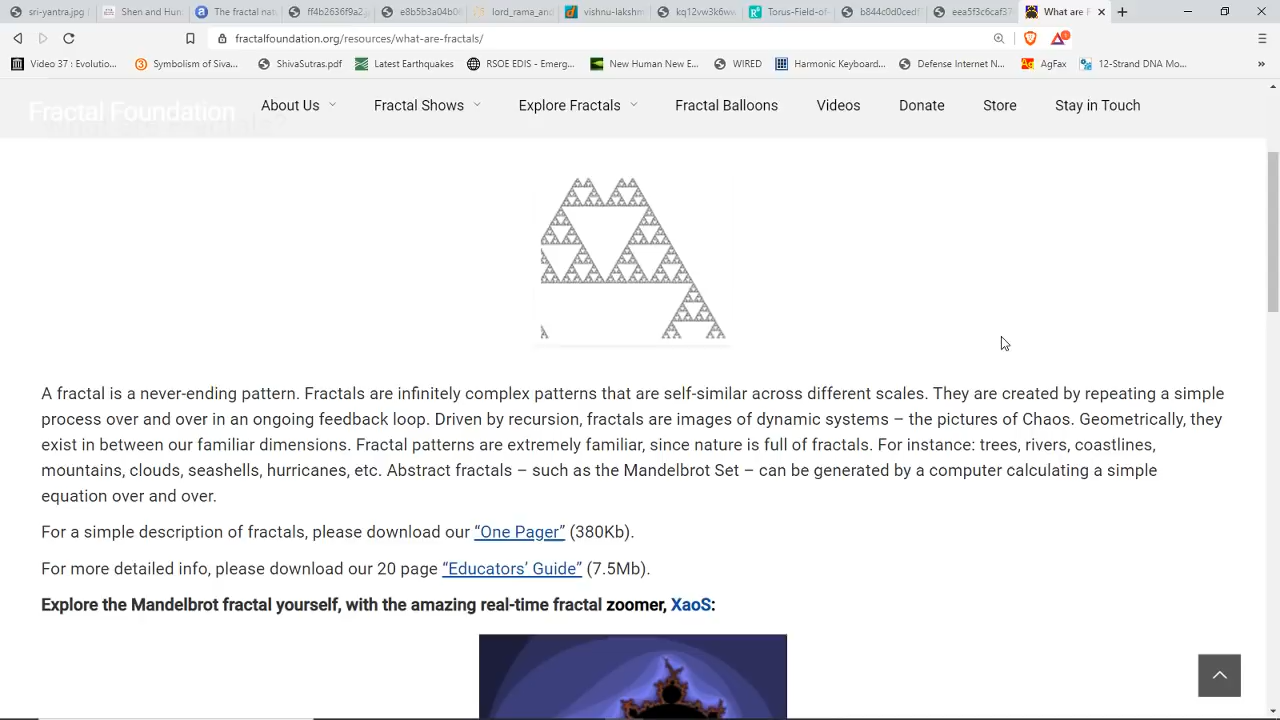 sri-yantra.jpg (
Shen and Hun:
The fractal nat
ff4b2636f9a2
e8b5b3a04b0
lord_rama_and
vishnu-lakshm
kq12vw3k6ww
Torus-Field-of-
b844c0d0ced
eea5f3c6caf37
What are F
fractalfoundation.org/resources/what-are-fractals/
Video 37 : Evolutio...
Symbolism of Siva...
ShivaSutras.pdf
Latest Earthquakes
RSOE EDIS - Emerg...
New Human New E...
WIRED
Harmonic Keyboard...
Defense Internet N...
AgFax
12-Strand DNA Mo...
Fractal Foundation
About Us
Fractal Shows
Explore Fractals
Fractal Balloons
Videos
Donate
Store
Stay in Touch
A fractal is a never-ending pattern. Fractals are infinitely complex patterns that are self-similar across different scales. They are created by repeating a simple
process over and over in an ongoing feedback loop. Driven by recursion, fractals are images of dynamic systems – the pictures of Chaos. Geometrically, they
exist in between our familiar dimensions. Fractal patterns are extremely familiar, since nature is full of fractals. For instance: trees, rivers, coastlines,
mountains, clouds, seashells, hurricanes, etc. Abstract fractals – such as the Mandelbrot Set – can be generated by a computer calculating a simple
equation over and over.
For a simple description of fractals, please download our “One Pager” (380Kb).
For more detailed info, please download our 20 page “Educators’ Guide” (7.5Mb).
Explore the Mandelbrot fractal yourself, with the amazing real-time fractal zoomer, XaoS: